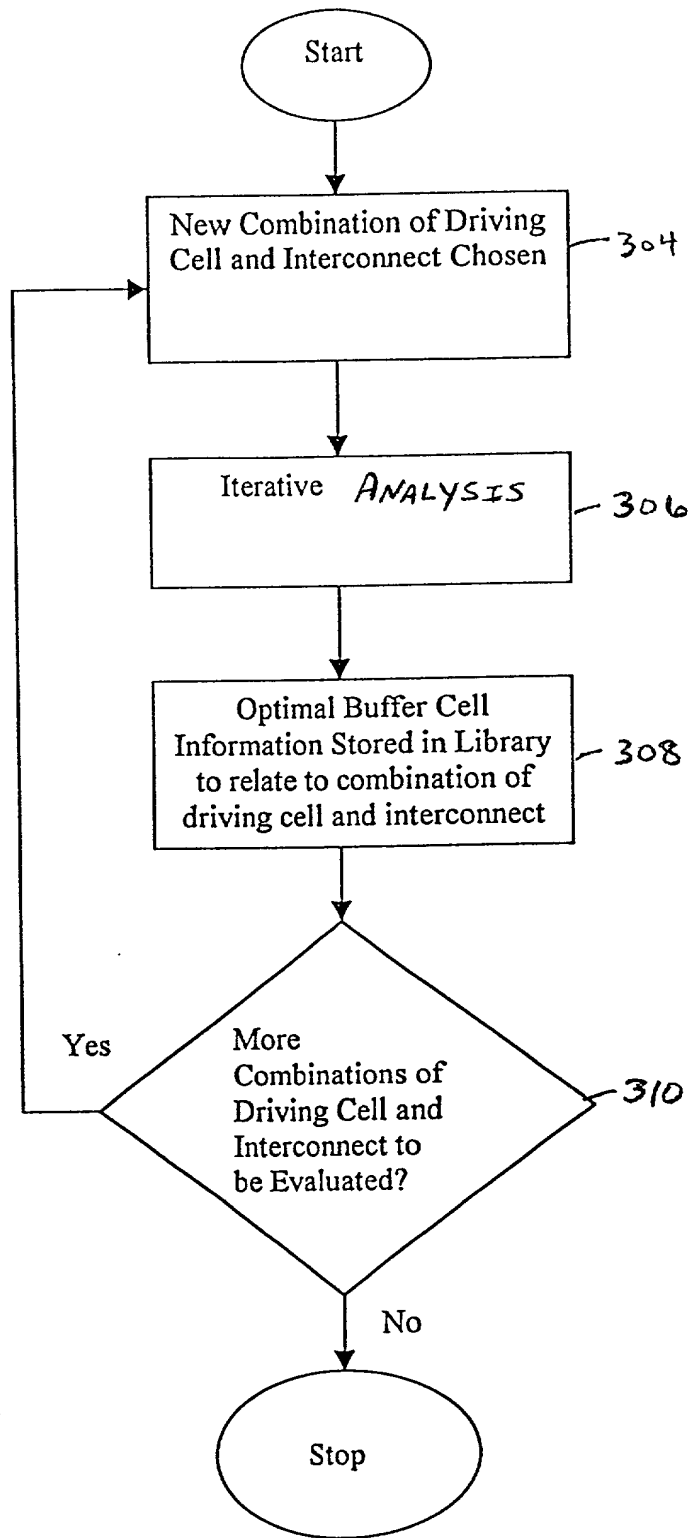 Start
New Combination of Driving
Cell and Interconnect Chosen
304
Iterative ANALYSIS
306
Optimal Buffer Cell
Information Stored in Library
to relate to combination of
driving cell and interconnect
308
Yes
More
Combinations of
Driving Cell and
Interconnect to
be Evaluated?
310
No
Stop